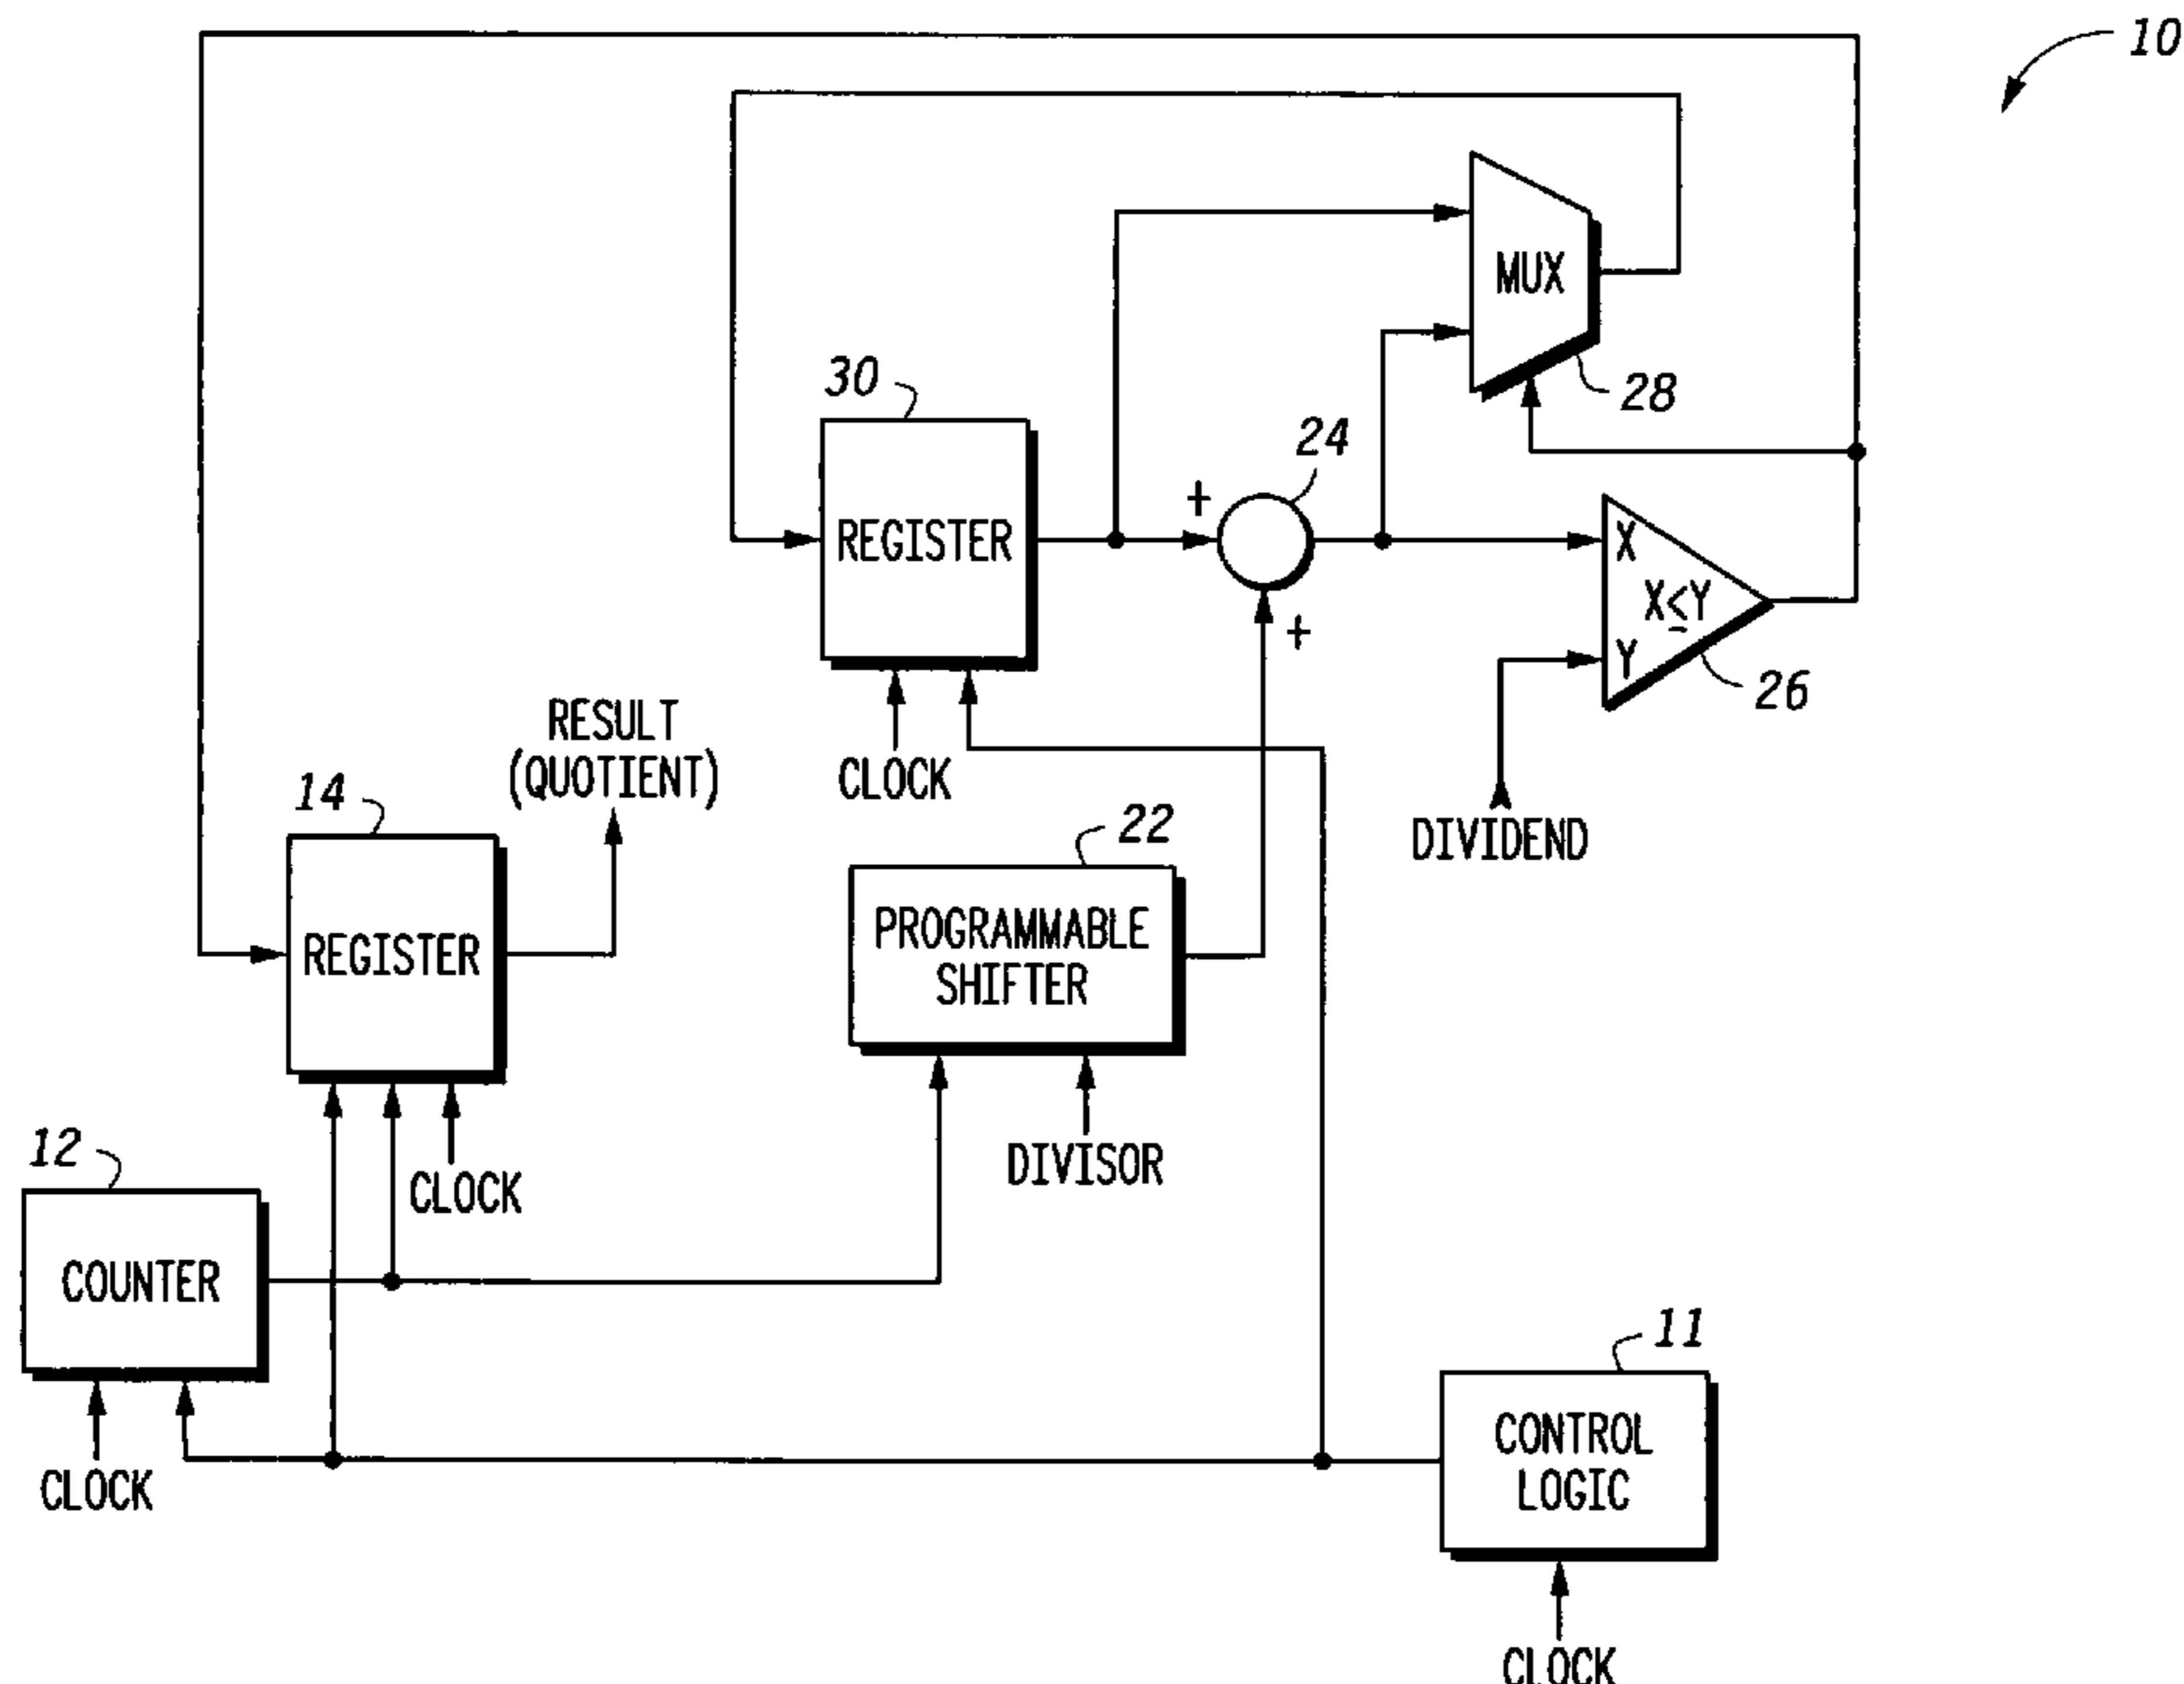 10
MUX
28
30
24
+
REGISTER
X
X≤Y
+
Y
26
RESULT
(QUOTIENT)
CLOCK
14
22
DIVIDEND
PROGRAMMABLE
SHIFTER
REGISTER
12
DIVISOR
CLOCK
COUNTER
11
CONTROL
LOGIC
CLOCK
CLOCK